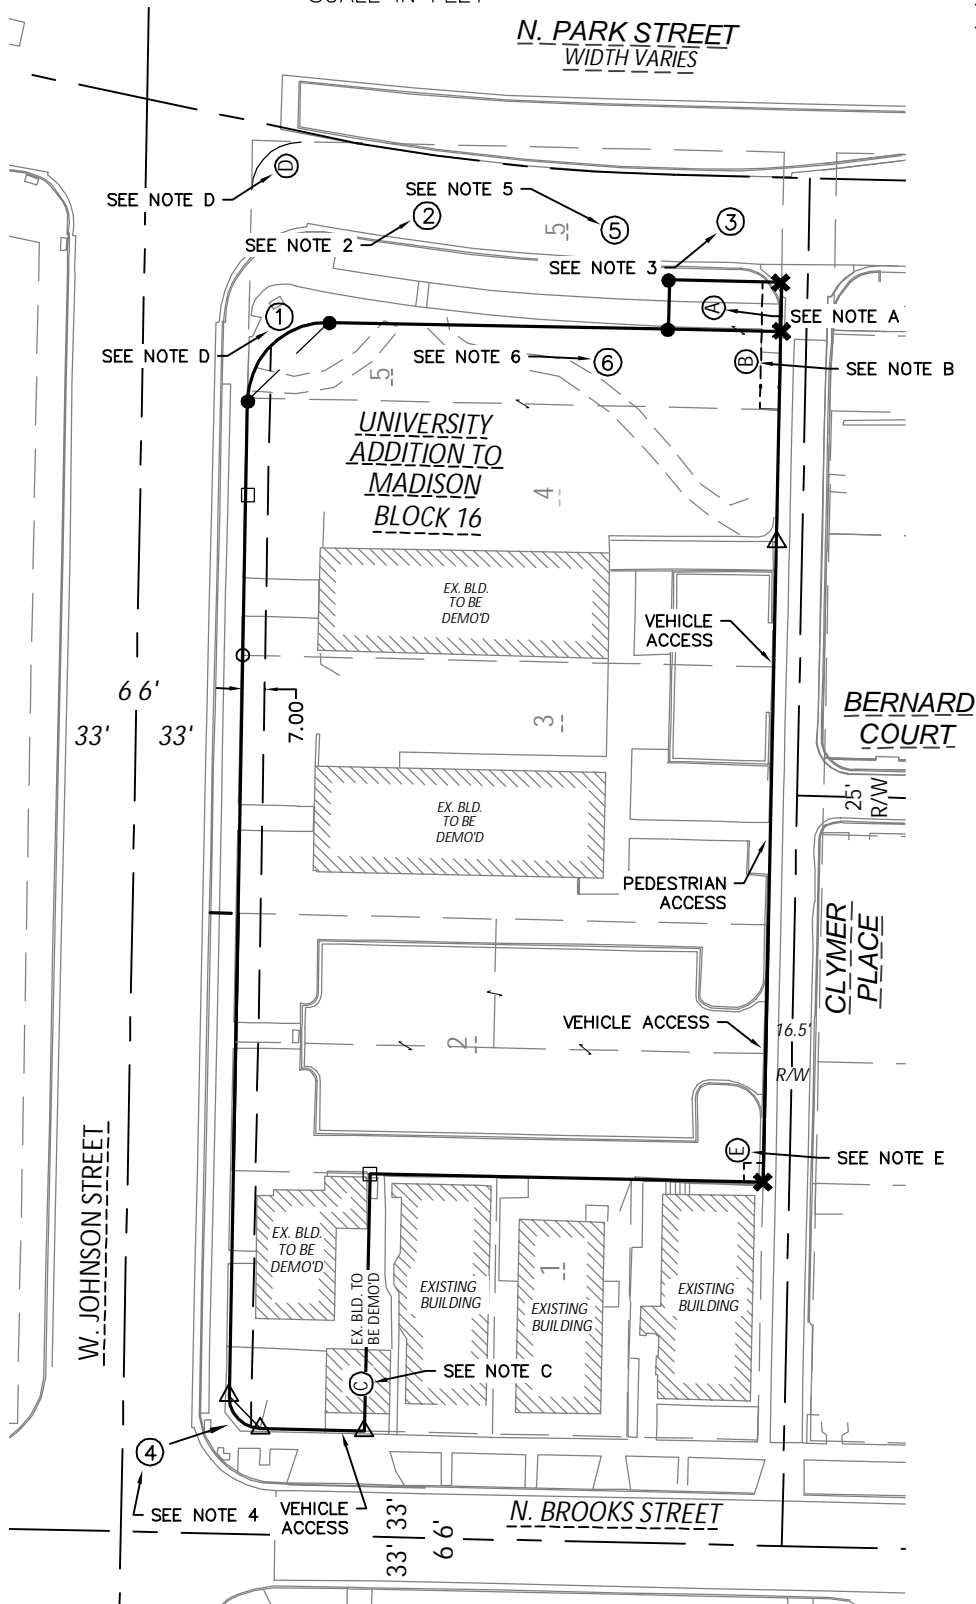 N. PARK STREET
WIDTH VARIES
D
SEE NOTE D
SEE NOTE 5
2
5
5
3
SEE NOTE 2
SEE NOTE 3
A
SEE NOTE A
1
SEE NOTE D
SEE NOTE 6
6
5
B
SEE NOTE B
UNIVERSITY
ADDITION TO
MADISON
BLOCK 16
4
EX. BLD.
TO BE
DEMO'D
VEHICLE
ACCESS
66'
33'
33'
7.00
3
BERNARD
COURT
25'
R/W
EX. BLD.
TO BE
DEMO'D
PEDESTRIAN
ACCESS
CLYMER
PLACE
VEHICLE ACCESS
16.5'
R/W
2
E
SEE NOTE E
W. JOHNSON STREET
EX. BLD.
TO BE
DEMO'D
EX. BLD. TO
BE DEMO'D
EXISTING
BUILDING
1
EXISTING
BUILDING
EXISTING
BUILDING
C
SEE NOTE C
4
SEE NOTE 4
VEHICLE
ACCESS
33'
33'
66'
N. BROOKS STREET